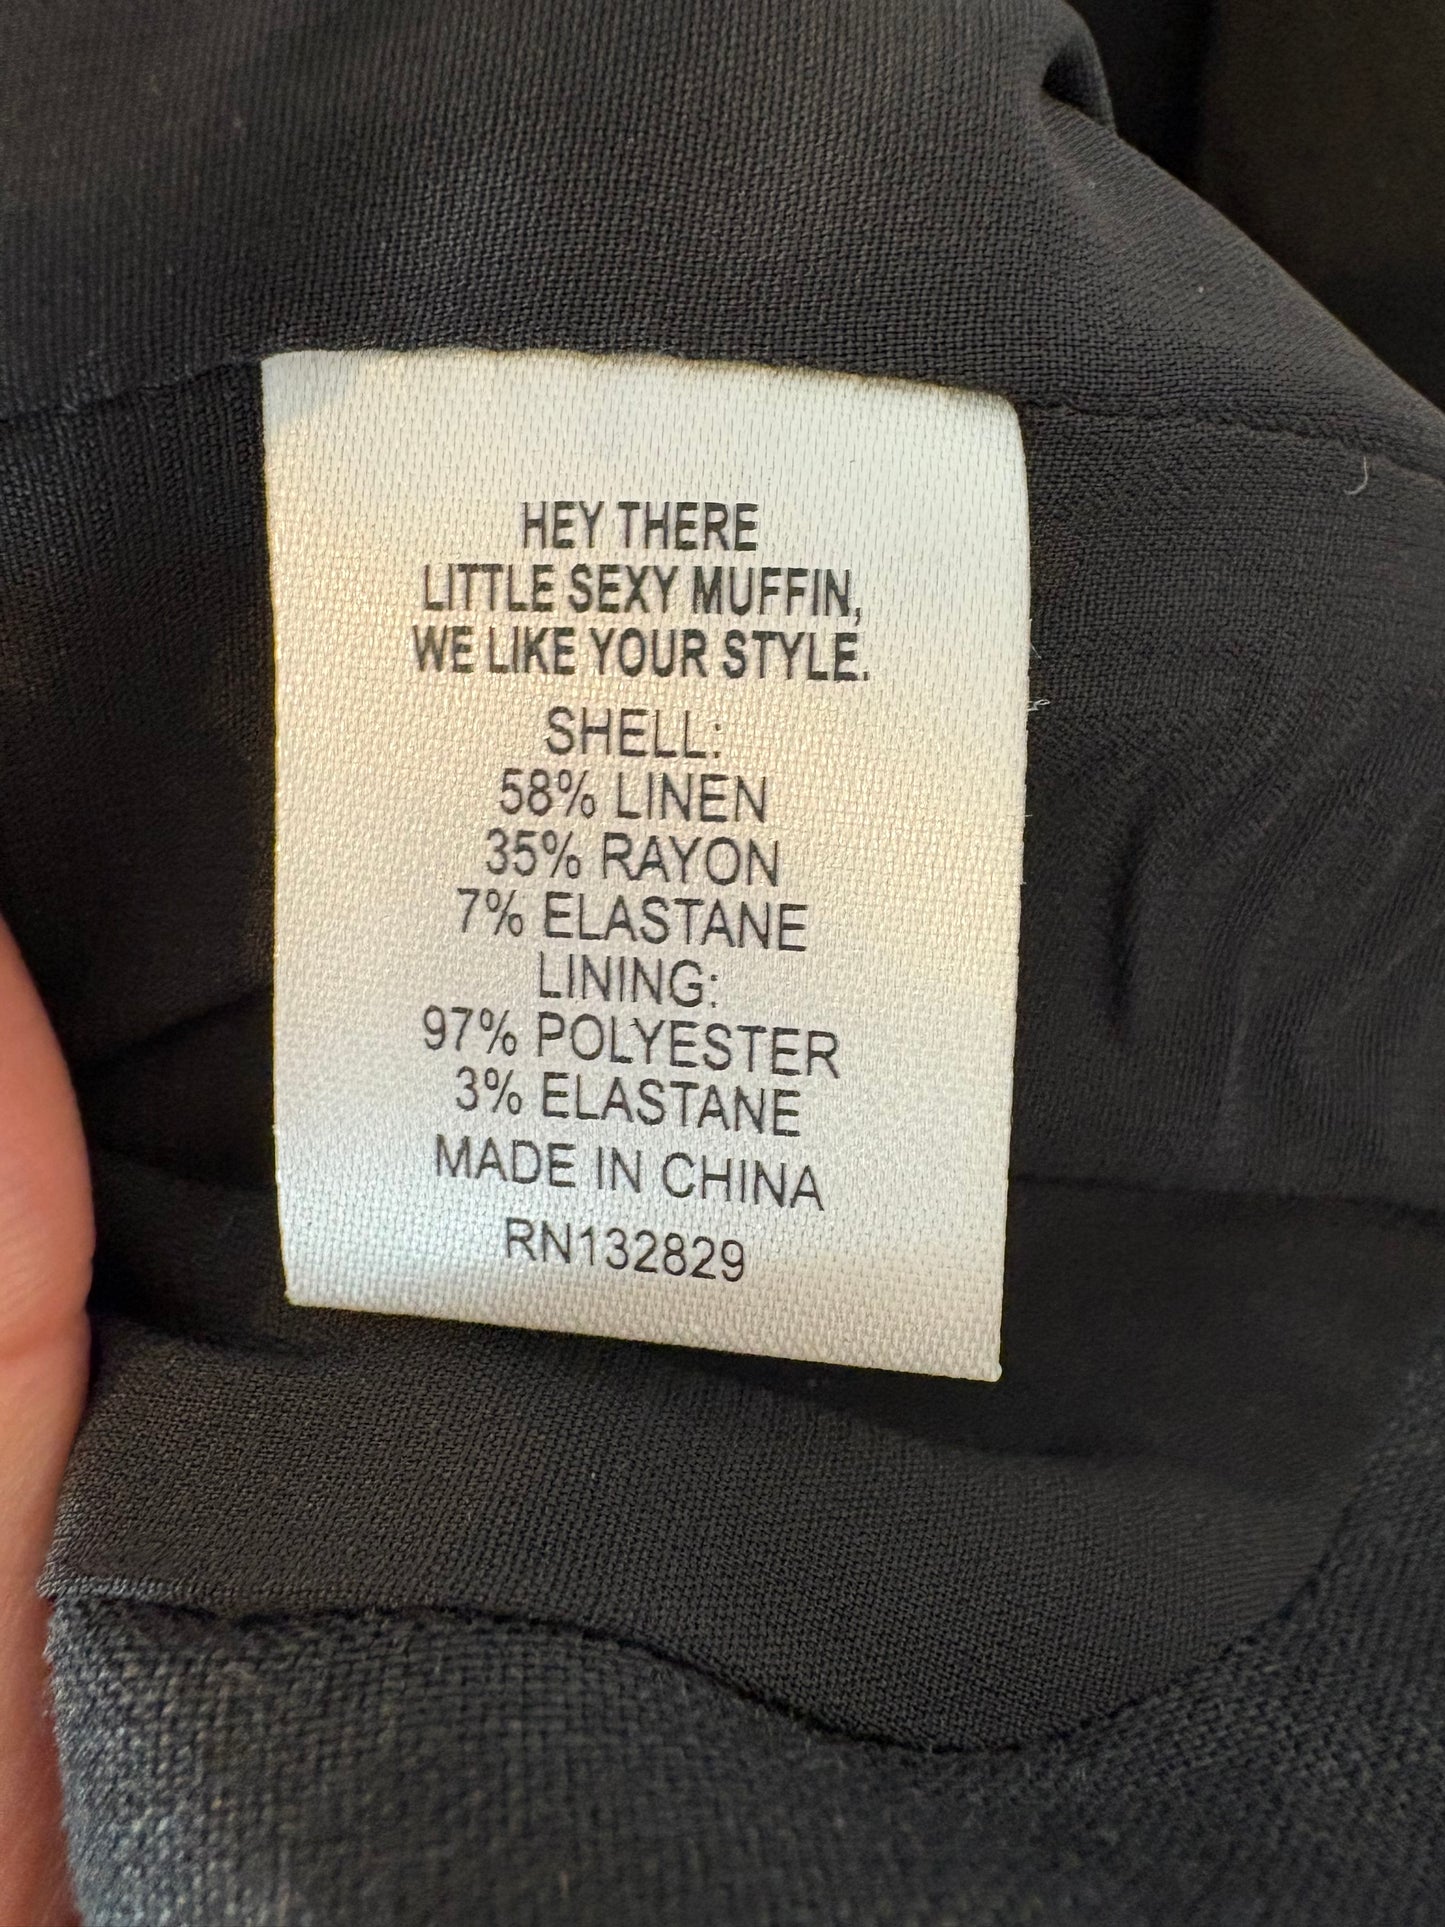 HEY THERE
LITTLE SEXY MUFFIN,
WE LIKE YOUR STYLE.
SHELL:
58% LINEN
35% RAYON
7% ELASTANE
LINING:
97% POLYESTER
3% ELASTANE
MADE IN CHINA
RN132829